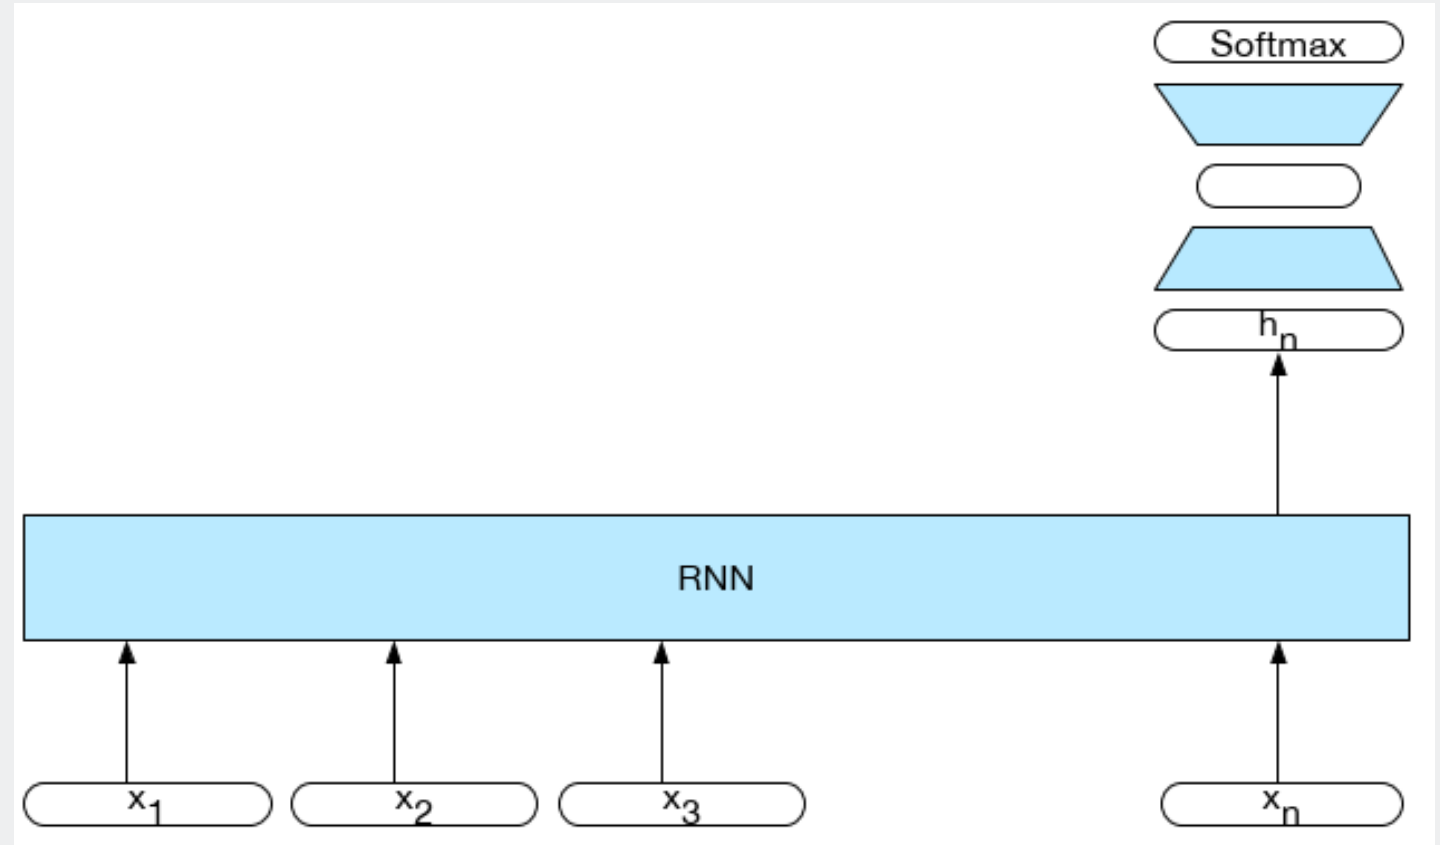 Softmax
hₙ
RNN
x₁ x₂ x₃ xₙ